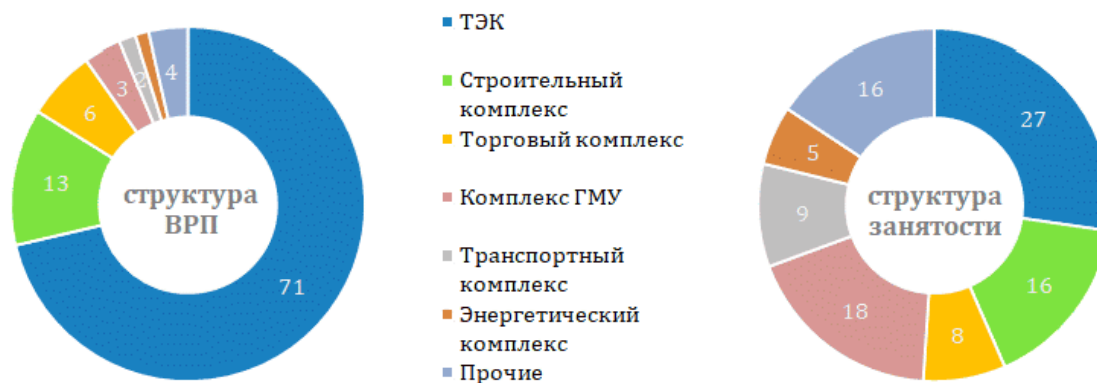 71
13
6
3
2
4
структура
ВРП
ТЭК
Строительный
комплекс
Торговый комплекс
Комплекс ГМУ
Транспортный
комплекс
Энергетический
комплекс
Прочие
27
16
8
18
9
5
16
структура
занятости